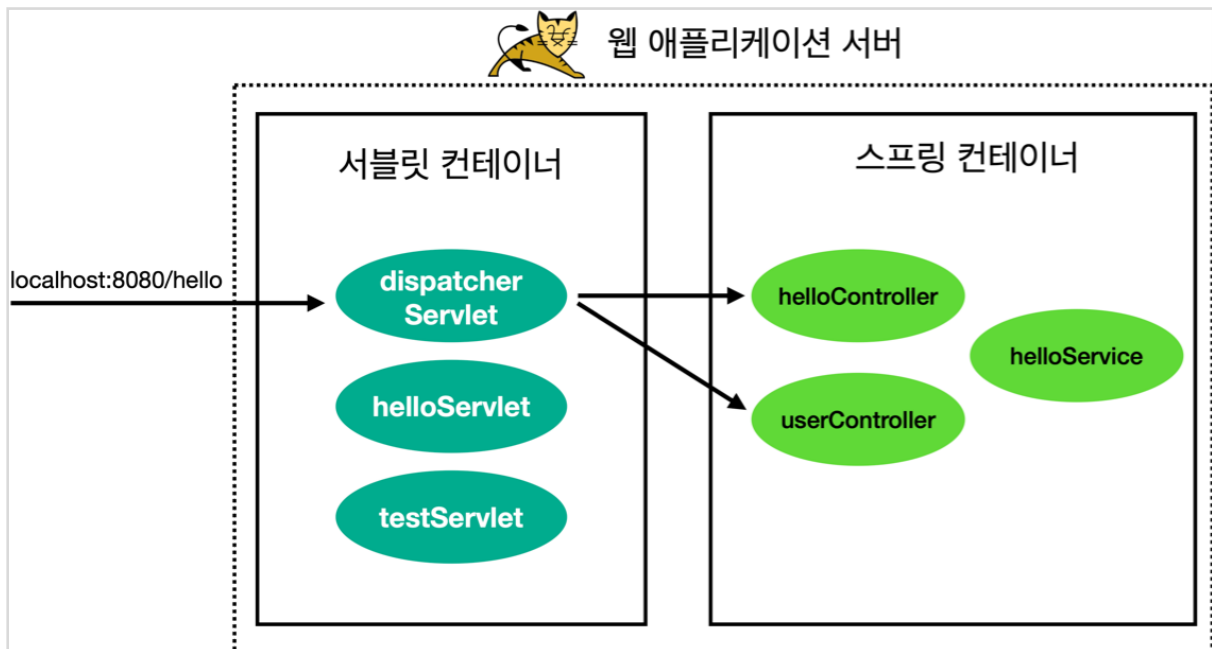 웹 애플리케이션 서버
서블릿 컨테이너
스프링 컨테이너
localhost:8080/hello
dispatcher
Servlet
helloController
helloService
helloServlet
userController
testServlet